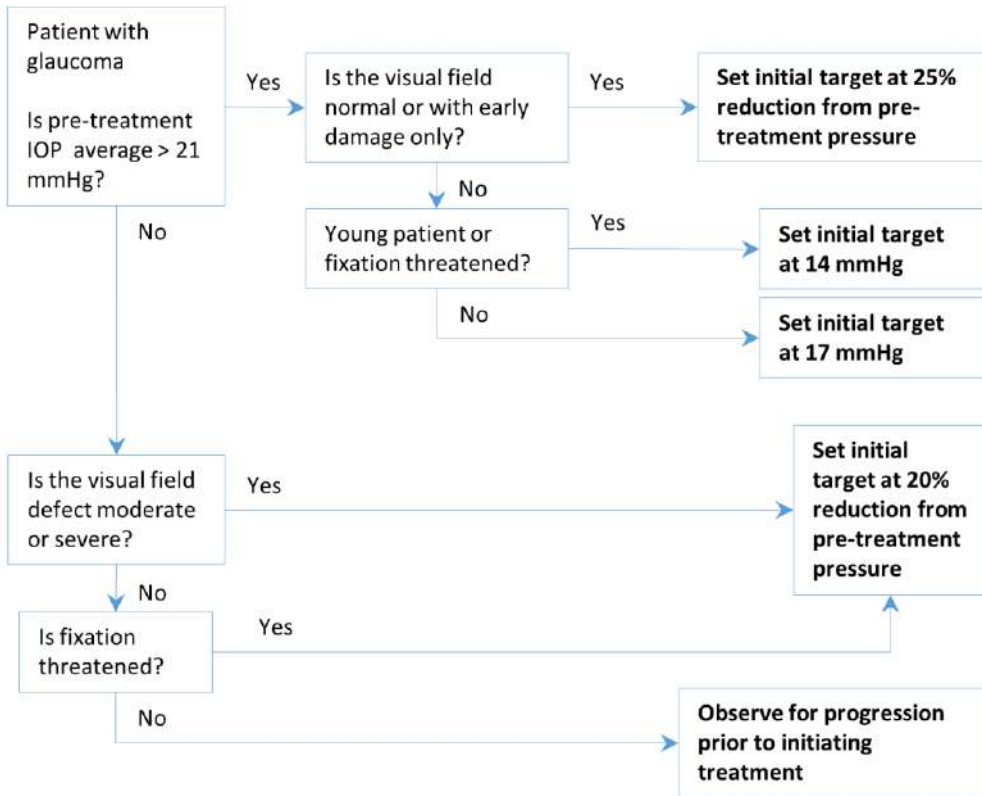 Patient with
glaucoma
Is pre-treatment
IOP average > 21
mmHg?
Yes
Is the visual field
normal or with early
damage only?
Yes
Set initial target at 25%
reduction from pre-
treatment pressure
No
Young patient or
fixation threatened?
Yes
Set initial target
at 14 mmHg
No
Set initial target
at 17 mmHg
No
Is the visual field
defect moderate
or severe?
Yes
Set initial
target at 20%
reduction from
pre-treatment
pressure
No
Is fixation
threatened?
Yes
No
Observe for progression
prior to initiating
treatment